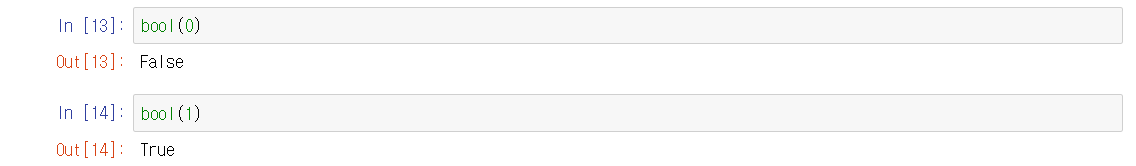 In [13]: bool(0)
Out[13]: False
In [14]: bool(1)
Out[14]: True